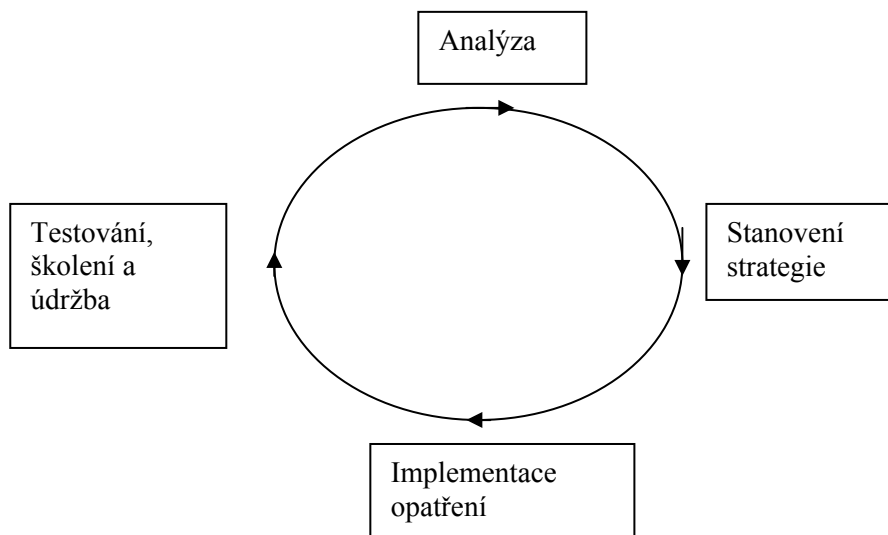 Analýza
Testování,
školení a
údržba
Stanovení
strategie
Implementace
opatření